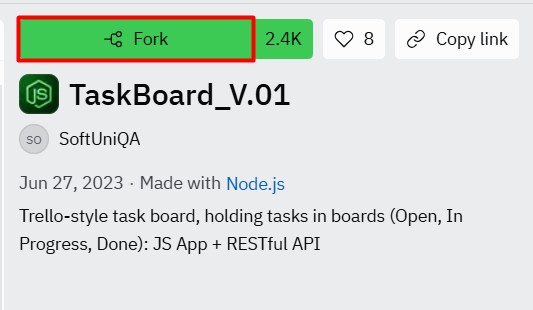 Fork 2.4K 8 Copy link
JS TaskBoard_V.01
SO SoftUniQA
Jun 27, 2023 · Made with Node.js
Trello-style task board, holding tasks in boards (Open, In
Progress, Done): JS App + RESTful API